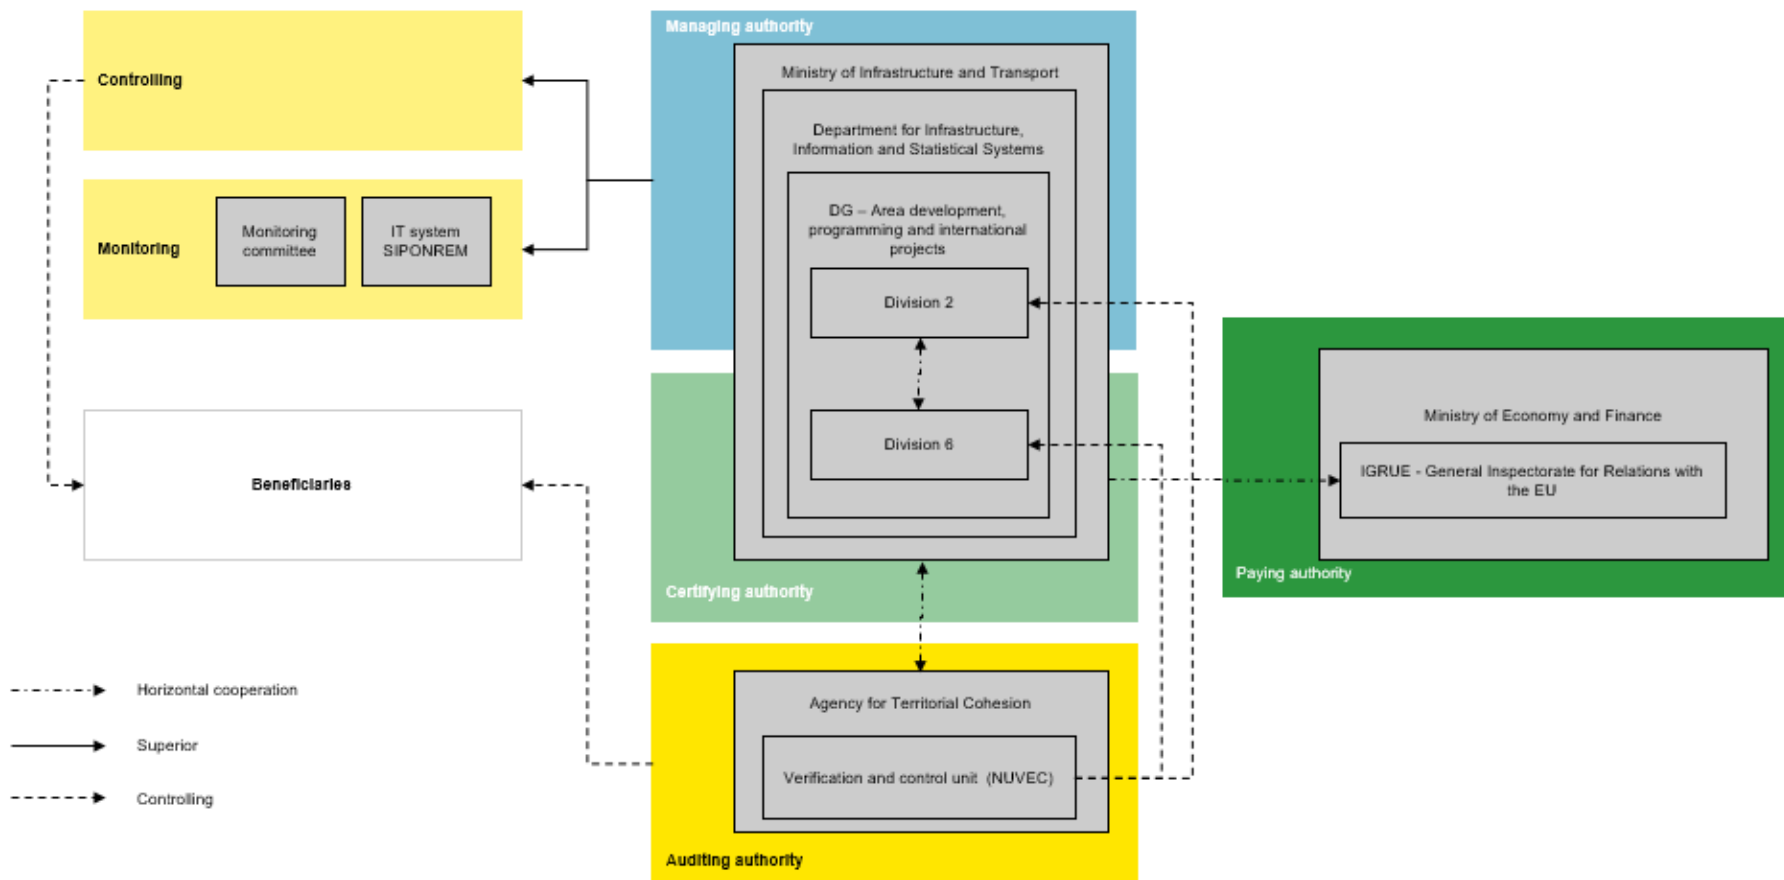 Managing authority
Ministry of Infrastructure and Transport
Department for Infrastructure,
Information and Statistical Systems
DG – Area development,
programming and international
projects
Division 2
Division 6
Certifying authority
Controlling
Monitoring
Monitoring
committee
IT system
SIPONREM
Beneficiaries
Ministry of Economy and Finance
IGRUE - General Inspectorate for Relations with
the EU
Paying authority
Agency for Territorial Cohesion
Verification and control unit (NUVEC)
Auditing authority
Horizontal cooperation
Superior
Controlling